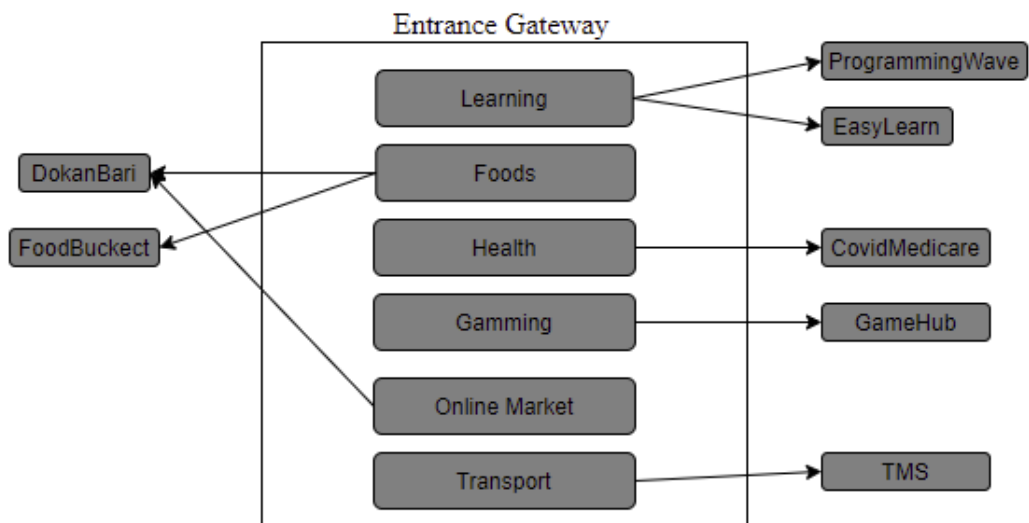 Entrance Gateway
Learning
ProgrammingWave
EasyLearn
DokanBari
Foods
FoodBuckect
Health
CovidMedicare
Gamming
GameHub
Online Market
Transport
TMS